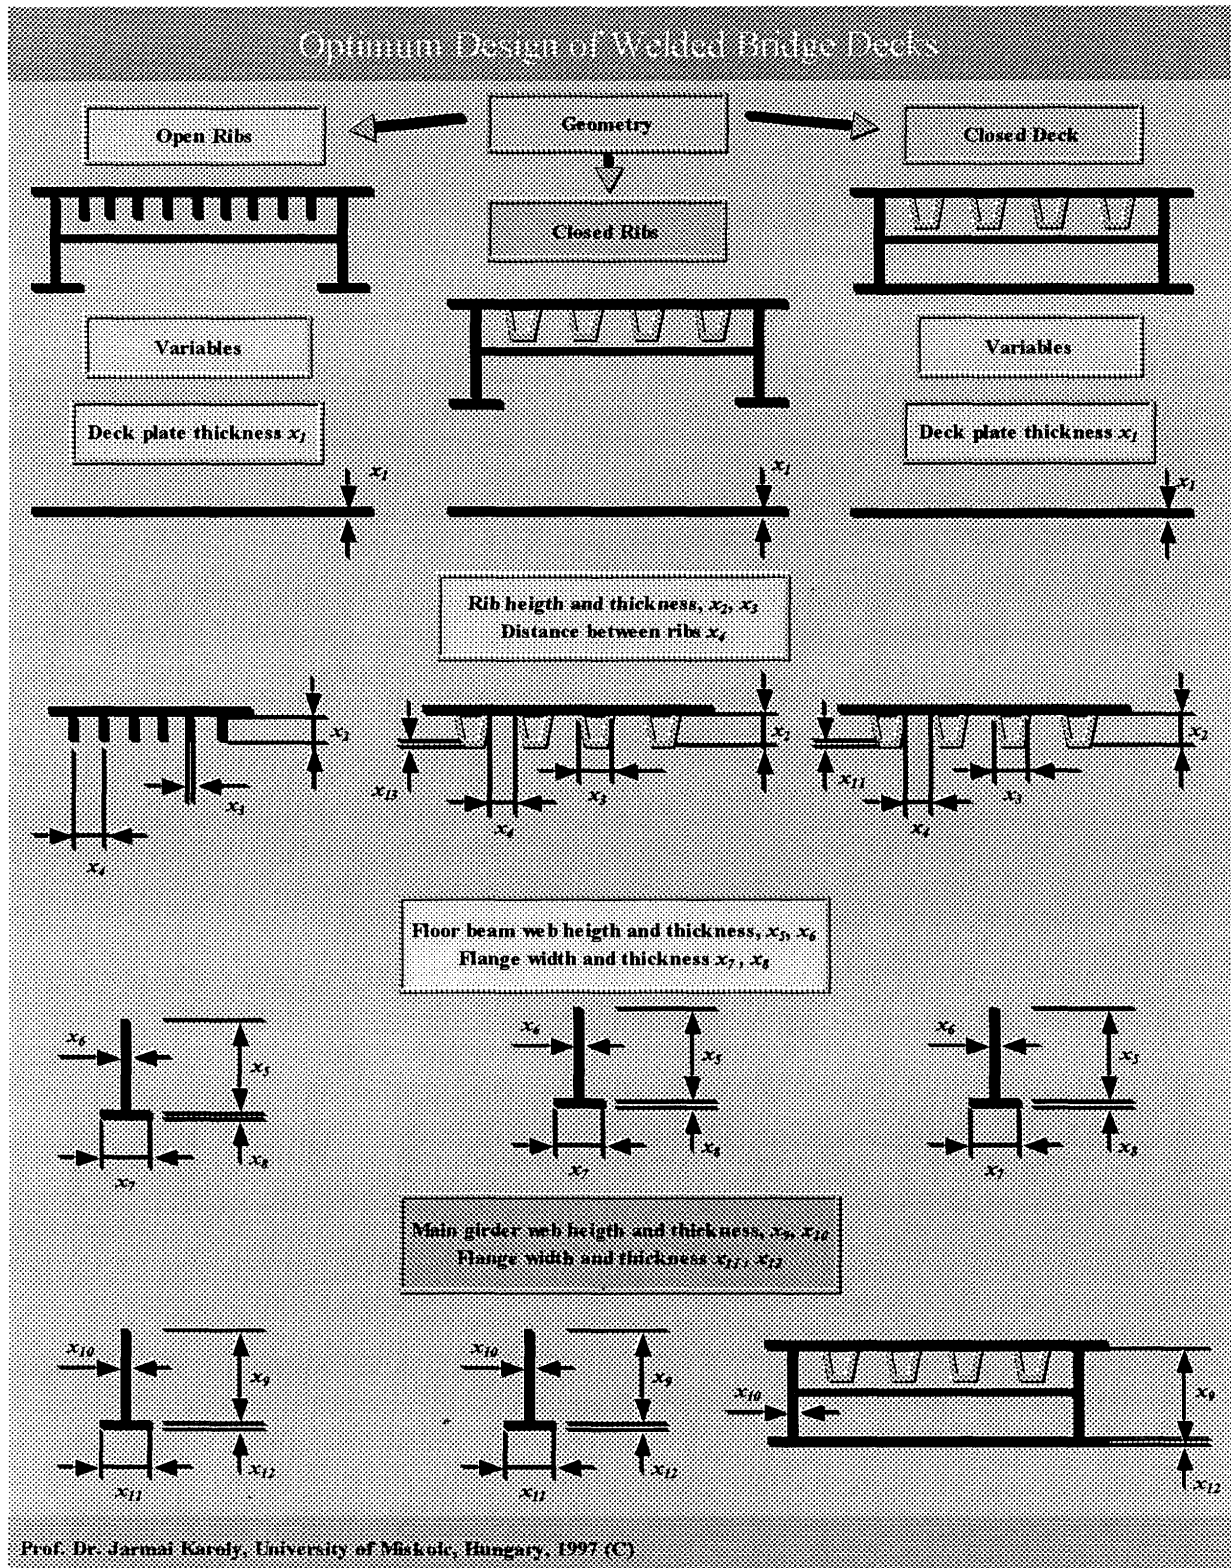 Optimum Design of Welded Bridge Decks
Open Ribs
Geometry
Closed Deck
Closed Ribs
Variables
Variables
Deck plate thickness x1
Deck plate thickness x1
x1
x1
x1
Rib heigth and thickness, x2, x3
Distance between ribs x4
x2
x3
x4
x13
x4
x3
x2
x11
x4
x3
x2
Floor beam web heigth and thickness, x5, x6
Flange width and thickness x7, x8
x6
x5
x7
x8
x6
x5
x7
x8
x6
x5
x7
x8
Main girder web heigth and thickness, x9, x10
Flange width and thickness x11, x12
x10
x9
x11
x12
x10
x9
x11
x12
x10
x9
x12
Prof. Dr. Jarmai Karoly, University of Miskolc, Hungary, 1997 (C)